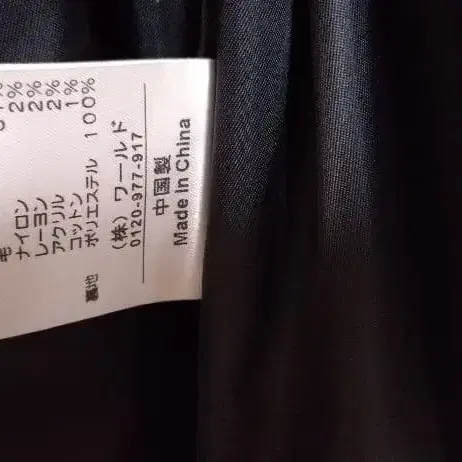 毛
ナイロン 2%
レーヨン 2%
アクリル 2%
コットン 1%
裏地 ポリエステル 100%
(株) ワールド
0120-977-917
中国製
Made in China